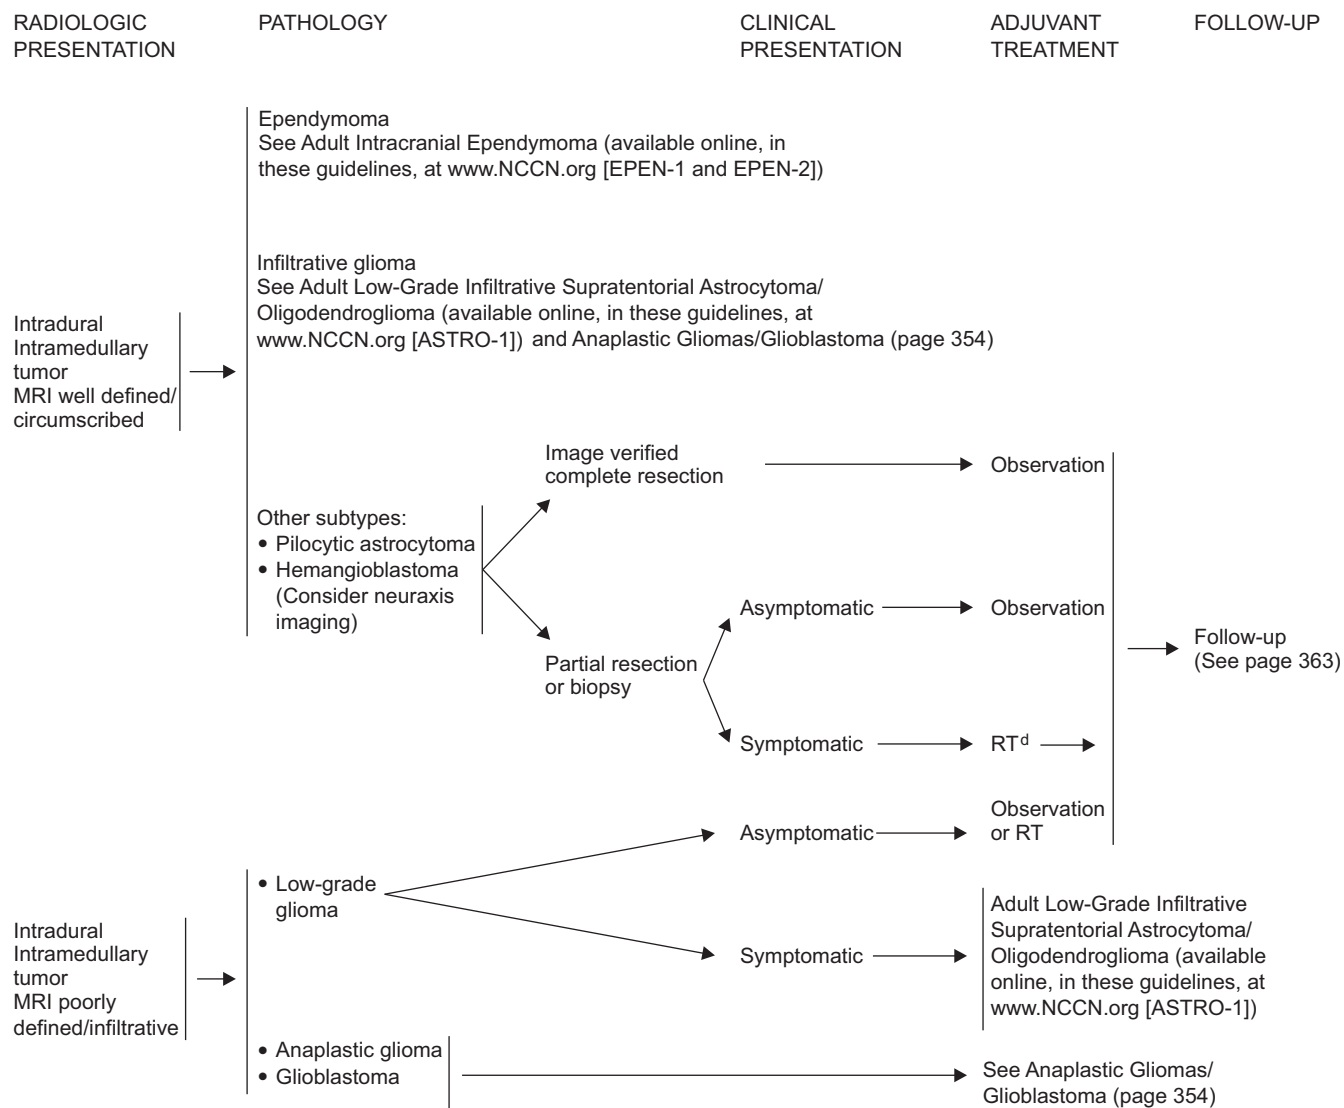 RADIOLOGIC
PRESENTATION
PATHOLOGY
CLINICAL
PRESENTATION
ADJUVANT
TREATMENT
FOLLOW-UP
Intradural
Intramedullary
tumor
MRI well defined/
circumscribed
Ependymoma
See Adult Intracranial Ependymoma (available online, in
these guidelines, at www.NCCN.org [EPEN-1 and EPEN-2])
Infiltrative glioma
See Adult Low-Grade Infiltrative Supratentorial Astrocytoma/
Oligodendroglioma (available online, in these guidelines, at
www.NCCN.org [ASTRO-1]) and Anaplastic Gliomas/Glioblastoma (page 354)
Other subtypes:
• Pilocytic astrocytoma
• Hemangioblastoma
(Consider neuraxis
imaging)
Image verified
complete resection
Observation
Partial resection
or biopsy
Asymptomatic
Observation
Symptomatic
RTd
Follow-up
(See page 363)
Intradural
Intramedullary
tumor
MRI poorly
defined/infiltrative
• Low-grade
glioma
Asymptomatic
Observation
or RT
Symptomatic
Adult Low-Grade Infiltrative
Supratentorial Astrocytoma/
Oligodendroglioma (available
online, in these guidelines, at
www.NCCN.org [ASTRO-1])
• Anaplastic glioma
• Glioblastoma
See Anaplastic Gliomas/
Glioblastoma (page 354)